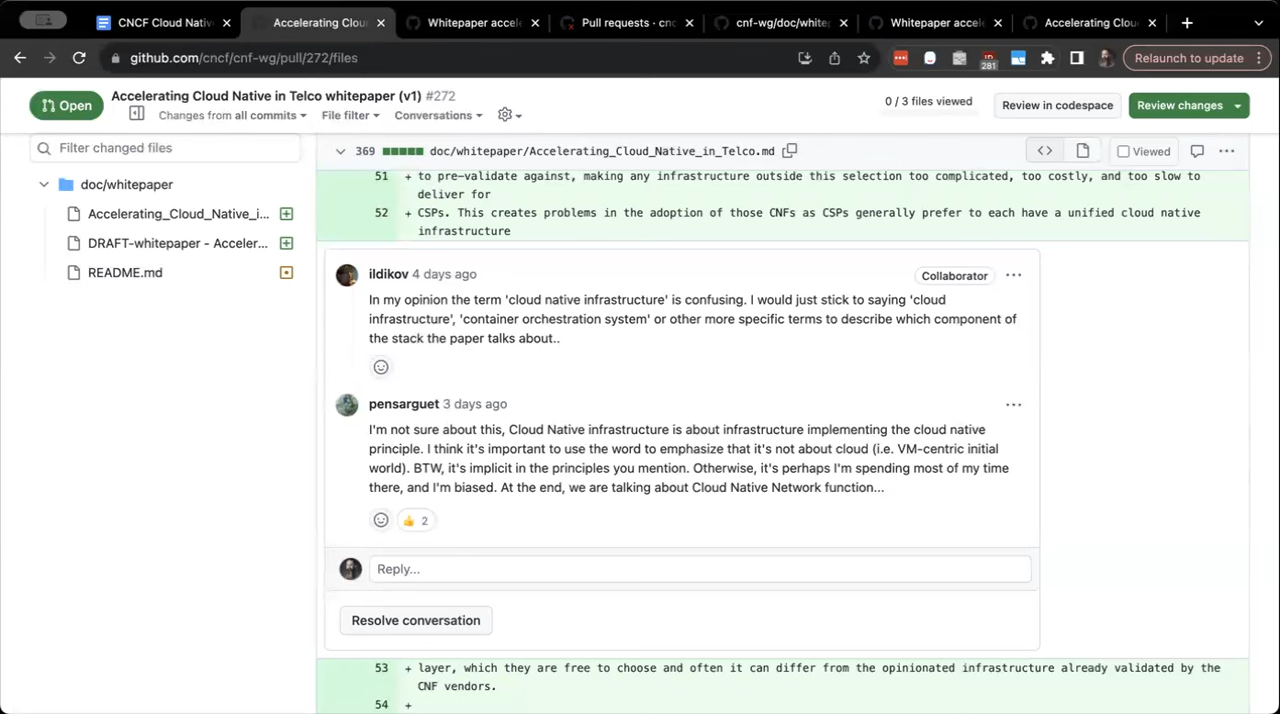 CNCF Cloud Nativ
Accelerating Clou
Whitepaper accel
Pull requests · cnc
cnf-wg/doc/white
Whitepaper accel
Accelerating Clou
github.com/cncf/cnf-wg/pull/272/files
281
Relaunch to update
Open
Accelerating Cloud Native in Telco whitepaper (v1) #272
Changes from all commits
File filter
Conversations
0 / 3 files viewed
Review in codespace
Review changes
Filter changed files
doc/whitepaper
Accelerating_Cloud_Native_i...
DRAFT-whitepaper - Acceler...
README.md
369 doc/whitepaper/Accelerating_Cloud_Native_in_Telco.md
Viewed
51 + to pre-validate against, making any infrastructure outside this selection too complicated, too costly, and too slow to
deliver for
52 + CSPs. This creates problems in the adoption of those CNFs as CSPs generally prefer to each have a unified cloud native
infrastructure
ildikov 4 days ago
Collaborator
In my opinion the term 'cloud native infrastructure' is confusing. I would just stick to saying 'cloud
infrastructure', 'container orchestration system' or other more specific terms to describe which component of
the stack the paper talks about..
pensarguet 3 days ago
I'm not sure about this, Cloud Native infrastructure is about infrastructure implementing the cloud native
principle. I think it's important to use the word to emphasize that it's not about cloud (i.e. VM-centric initial
world). BTW, it's implicit in the principles you mention. Otherwise, it's perhaps I'm spending most of my time
there, and I'm biased. At the end, we are talking about Cloud Native Network function...
👍 2
Reply...
Resolve conversation
53 + layer, which they are free to choose and often it can differ from the opinionated infrastructure already validated by the
CNF vendors.
54 +